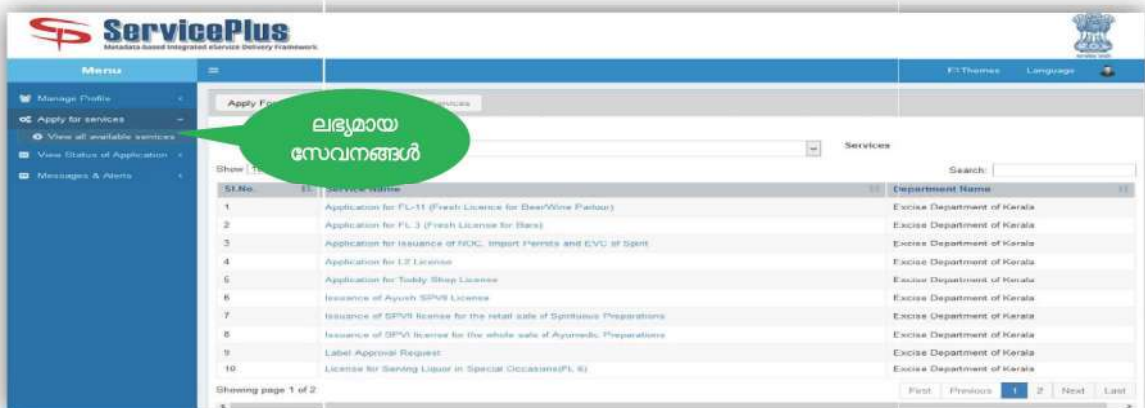 ServicePlus
Metadata-based Integrated eService Delivery Framework
Menu
Themes Language
Manage Profile
Apply For services
Apply for services
View all available services
View Status of Application
Messages & Alerts
ലഭ്യമായ
സേവനങ്ങൾ
Services
Show Search:
Sl.No. Service Name Department Name
1 Application for FL-11 (Fresh Licence for Beer/Wine Parlour) Excise Department of Kerala
2 Application for FL 3 (Fresh License for Bars) Excise Department of Kerala
3 Application for Issuance of NOC, Import Permits and EVC of Spirit Excise Department of Kerala
4 Application for L2 License Excise Department of Kerala
5 Application for Toddy Shop License Excise Department of Kerala
6 Issuance of Ayush SPVII License Excise Department of Kerala
7 Issuance of SPVII license for the retail sale of Spirituous Preparations Excise Department of Kerala
8 Issuance of SPVI license for the whole sale of Ayurvedic Preparations Excise Department of Kerala
9 Label Approval Request Excise Department of Kerala
10 License for Serving Liquor in Special Occasions(FL 6) Excise Department of Kerala
Showing page 1 of 2 First Previous 1 2 Next Last